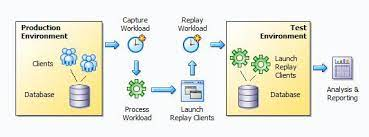 Production
Environment
Clients
Database
Capture
Workload
Process
Workload
Replay
Workload
Launch
Replay Clients
Test
Environment
Launch
Replay
Clients
Database
Analysis &
Reporting